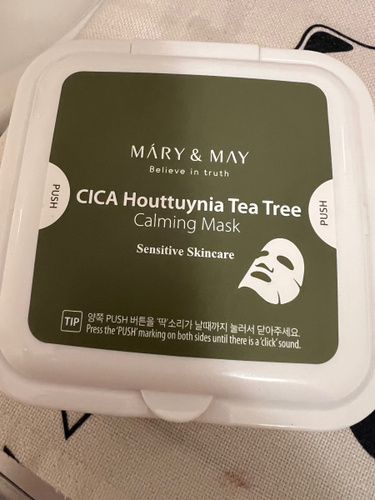 MÁRY & MAY
Believe in truth
PUSH
CICA Houttuynia Tea Tree
PUSH
Calming Mask
Sensitive Skincare
TIP
양쪽 PUSH 버튼을 '딱'소리가 날때까지 눌러서 닫아주세요.
Press the 'PUSH' marking on both sides until there is a 'click' sound.